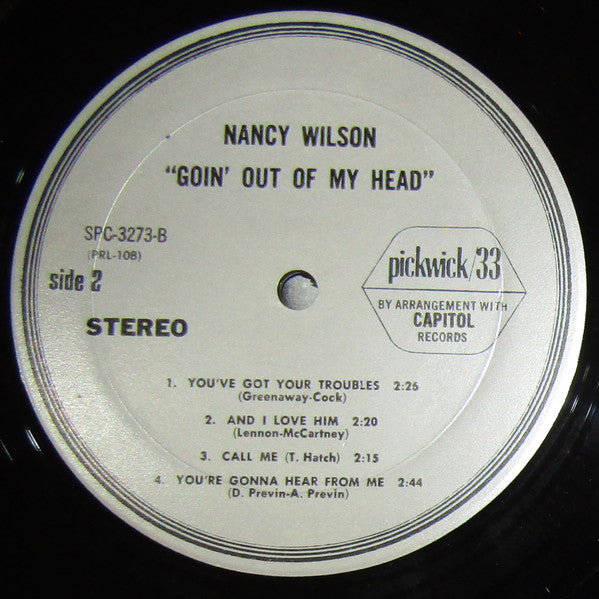 NANCY WILSON
"GOIN' OUT OF MY HEAD"
SPC-3273-B
(PRL-108)
side 2
STEREO
pickwick/33
BY ARRANGEMENT WITH
CAPITOL
RECORDS
1. YOU'VE GOT YOUR TROUBLES 2:26
(Greenaway-Cock)
2. AND I LOVE HIM 2:20
(Lennon-McCartney)
3. CALL ME (T. Hatch) 2:15
4. YOU'RE GONNA HEAR FROM ME 2:44
(D. Previn-A. Previn)